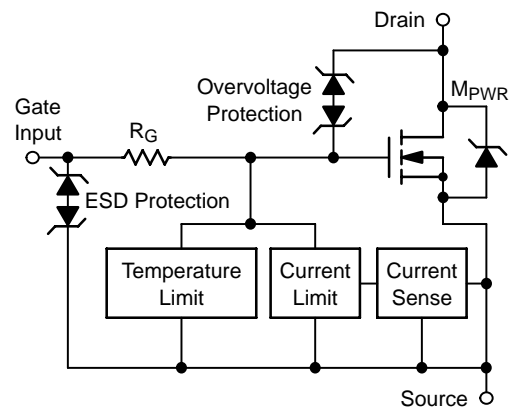 Drain
Overvoltage
Protection
MPWR
Gate
Input
RG
ESD Protection
Temperature
Limit
Current
Limit
Current
Sense
Source